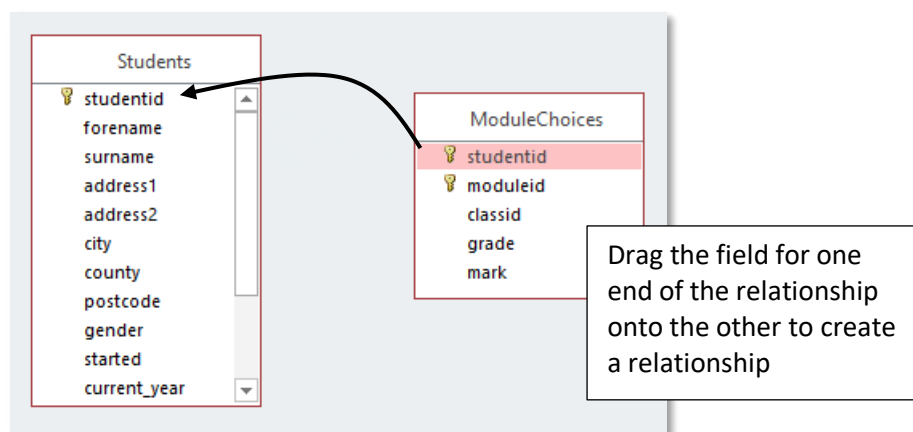 Students
studentid
forename
surname
address1
address2
city
county
postcode
gender
started
current_year
ModuleChoices
studentid
moduleid
classid
grade
mark
Drag the field for one
end of the relationship
onto the other to create
a relationship